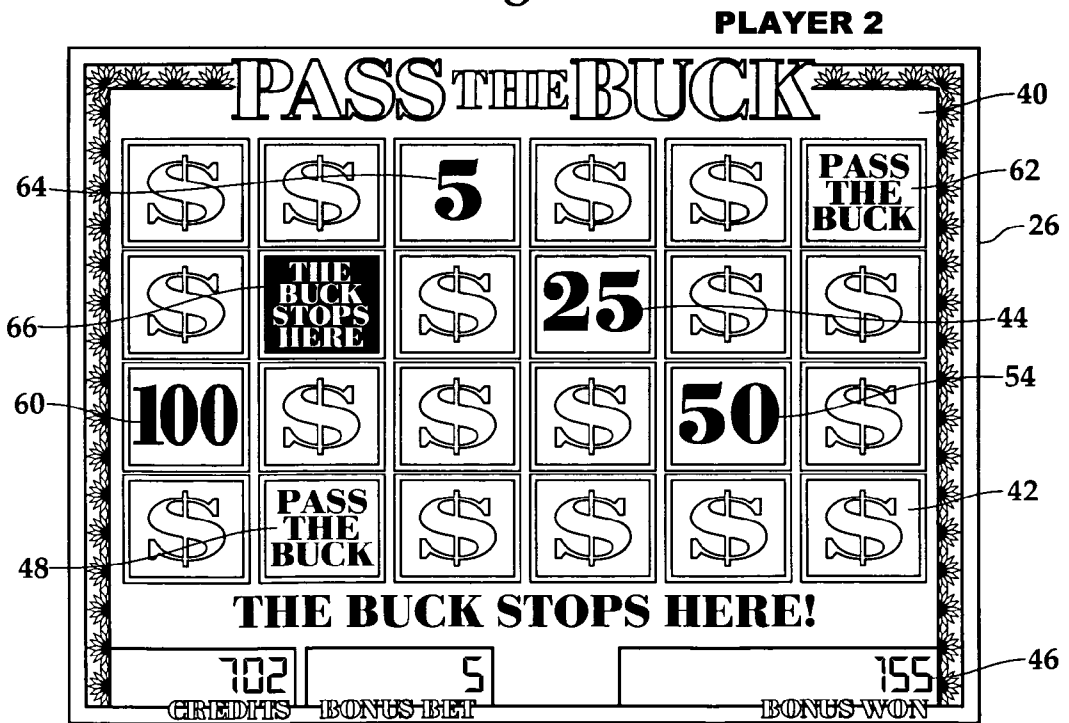 PLAYER 2
PASS THE BUCK
40
64 $ $ 5 $ $ PASS THE BUCK 62
26
66 $ THE BUCK STOPS HERE $ 25 $ $ 44
60 100 $ $ $ 50 $ 54
48 $ PASS THE BUCK $ $ $ $ 42
THE BUCK STOPS HERE!
702 5 155 46
CREDITS BONUS BET BONUS WON